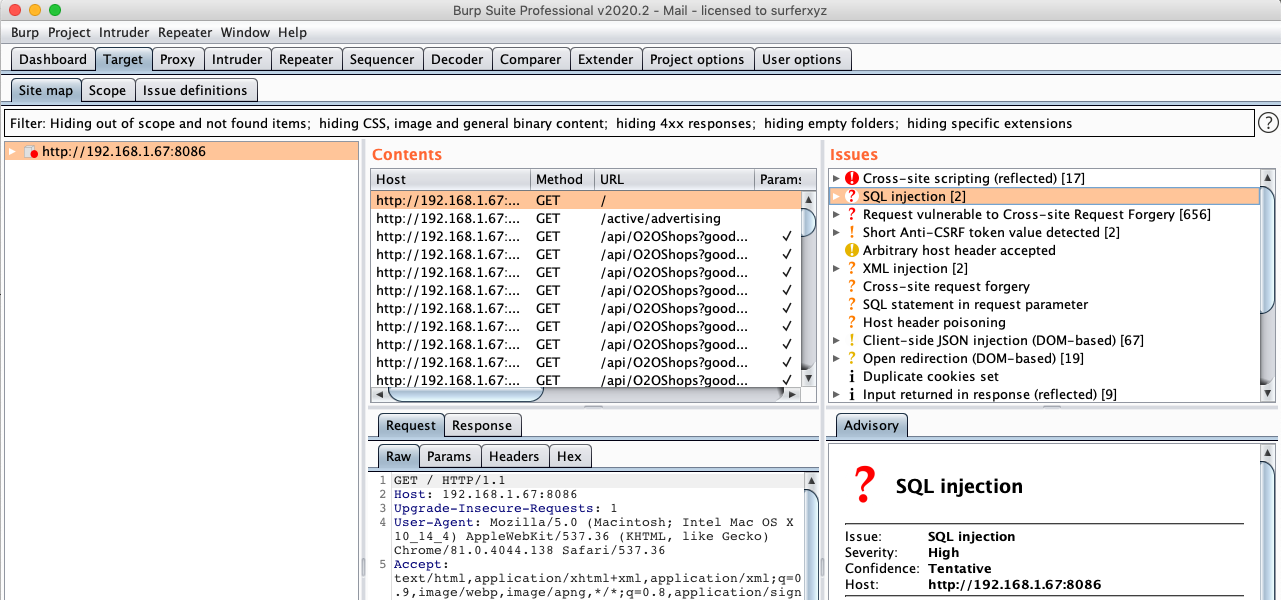 Burp Suite Professional v2020.2 - Mail - licensed to surferxyz
Burp Project Intruder Repeater Window Help
Dashboard Target Proxy Intruder Repeater Sequencer Decoder Comparer Extender Project options User options
Site map Scope Issue definitions
Filter: Hiding out of scope and not found items; hiding CSS, image and general binary content; hiding 4xx responses; hiding empty folders; hiding specific extensions ?
http://192.168.1.67:8086
Contents
Host Method URL Params
http://192.168.1.67:... GET /
http://192.168.1.67:... GET /active/advertising
http://192.168.1.67:... GET /api/O2OShops?good... ✓
http://192.168.1.67:... GET /api/O2OShops?good... ✓
http://192.168.1.67:... GET /api/O2OShops?good... ✓
http://192.168.1.67:... GET /api/O2OShops?good... ✓
http://192.168.1.67:... GET /api/O2OShops?good... ✓
http://192.168.1.67:... GET /api/O2OShops?good... ✓
http://192.168.1.67:... GET /api/O2OShops?good... ✓
http://192.168.1.67:... GET /api/O2OShops?good... ✓
http://192.168.1.67:... GET /api/O2OShops?good... ✓
Request Response
Raw Params Headers Hex
1 GET / HTTP/1.1
2 Host: 192.168.1.67:8086
3 Upgrade-Insecure-Requests: 1
4 User-Agent: Mozilla/5.0 (Macintosh; Intel Mac OS X
10_14_4) AppleWebKit/537.36 (KHTML, like Gecko)
Chrome/81.0.4044.138 Safari/537.36
5 Accept:
text/html,application/xhtml+xml,application/xml;q=0
.9,image/webp,image/apng,*/*;q=0.8,application/sign
Issues
! Cross-site scripting (reflected) [17]
? SQL injection [2]
? Request vulnerable to Cross-site Request Forgery [656]
! Short Anti-CSRF token value detected [2]
! Arbitrary host header accepted
? XML injection [2]
? Cross-site request forgery
? SQL statement in request parameter
? Host header poisoning
! Client-side JSON injection (DOM-based) [67]
? Open redirection (DOM-based) [19]
i Duplicate cookies set
i Input returned in response (reflected) [9]
Advisory
? SQL injection
Issue: SQL injection
Severity: High
Confidence: Tentative
Host: http://192.168.1.67:8086